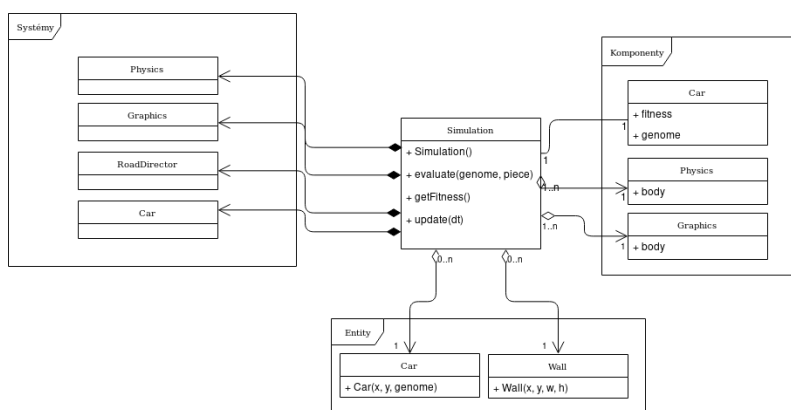 Systémy
Physics
Graphics
RoadDirector
Car
Simulation
+ Simulation()
+ evaluate(genome, piece)
+ getFitness()
+ update(dt)
Komponenty
Car
+ fitness
+ genome
Physics
+ body
Graphics
+ body
1
1
1..n
1
1..n
1
0..n
0..n
1
1
Entity
Car
+ Car(x, y, genome)
Wall
+ Wall(x, y, w, h)